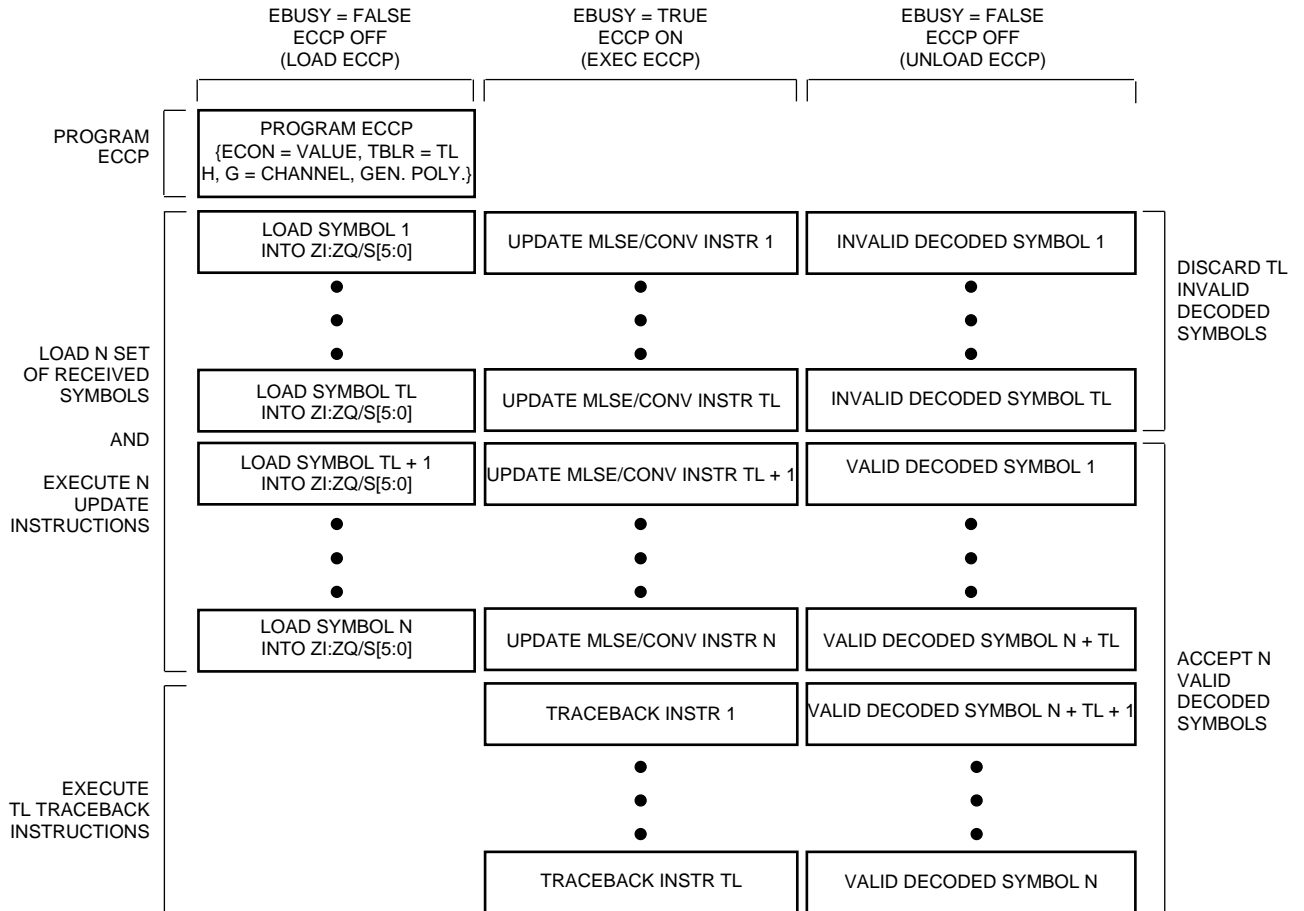 EBUSY = FALSE
ECCP OFF
(LOAD ECCP)
EBUSY = TRUE
ECCP ON
(EXEC ECCP)
EBUSY = FALSE
ECCP OFF
(UNLOAD ECCP)
PROGRAM
ECCP
PROGRAM ECCP
{ECON = VALUE, TBLR = TL
H, G = CHANNEL, GEN. POLY.}
LOAD N SET
OF RECEIVED
SYMBOLS
AND
EXECUTE N
UPDATE
INSTRUCTIONS
LOAD SYMBOL 1
INTO ZI:ZQ/S[5:0]
UPDATE MLSE/CONV INSTR 1
INVALID DECODED SYMBOL 1
DISCARD TL
INVALID
DECODED
SYMBOLS
LOAD SYMBOL TL
INTO ZI:ZQ/S[5:0]
UPDATE MLSE/CONV INSTR TL
INVALID DECODED SYMBOL TL
LOAD SYMBOL TL + 1
INTO ZI:ZQ/S[5:0]
UPDATE MLSE/CONV INSTR TL + 1
VALID DECODED SYMBOL 1
LOAD SYMBOL N
INTO ZI:ZQ/S[5:0]
UPDATE MLSE/CONV INSTR N
VALID DECODED SYMBOL N + TL
ACCEPT N
VALID
DECODED
SYMBOLS
EXECUTE
TL TRACEBACK
INSTRUCTIONS
TRACEBACK INSTR 1
VALID DECODED SYMBOL N + TL + 1
TRACEBACK INSTR TL
VALID DECODED SYMBOL N